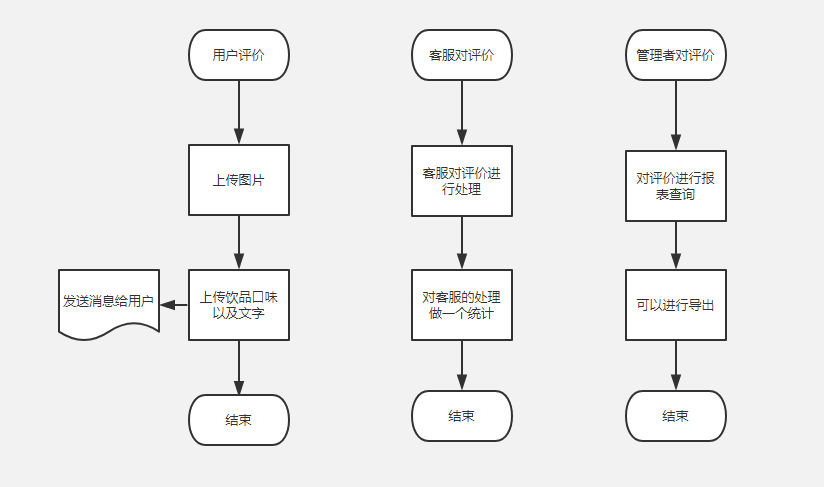 用户评价
客服对评价
管理者对评价
上传图片
客服对评价进
行处理
对评价进行报
表查询
发送消息给用户
上传饮品口味
以及文字
对客服的处理
做一个统计
可以进行导出
结束
结束
结束